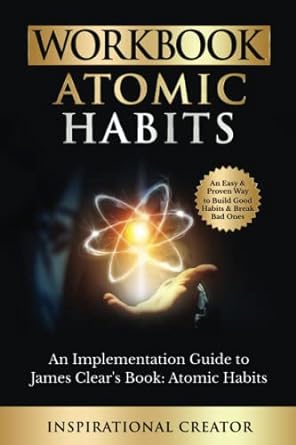 WORKBOOK
ATOMIC
HABITS
An Easy &
Proven Way
to Build Good
Habits & Break
Bad Ones
An Implementation Guide to
James Clear's Book: Atomic Habits
INSPIRATIONAL CREATOR